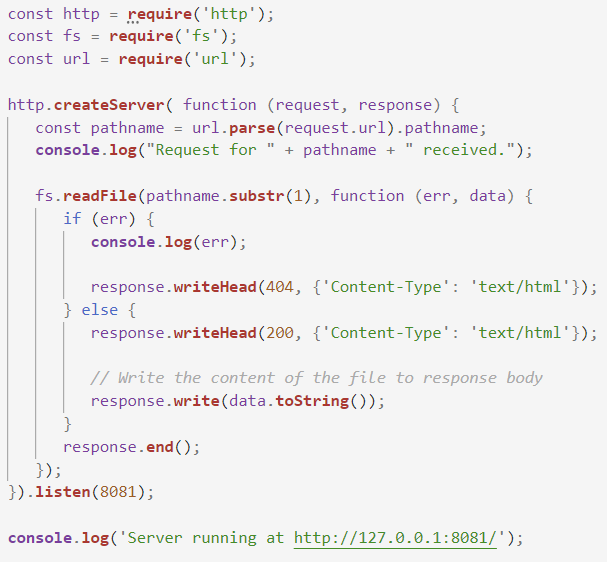 const http = require('http');
const fs = require('fs');
const url = require('url');

http.createServer( function (request, response) {
   const pathname = url.parse(request.url).pathname;
   console.log("Request for " + pathname + " received.");

   fs.readFile(pathname.substr(1), function (err, data) {
      if (err) {
         console.log(err);

         response.writeHead(404, {'Content-Type': 'text/html'});
      } else {
         response.writeHead(200, {'Content-Type': 'text/html'});

         // Write the content of the file to response body
         response.write(data.toString());
      }
      response.end();
   });
}).listen(8081);

console.log('Server running at http://127.0.0.1:8081/');